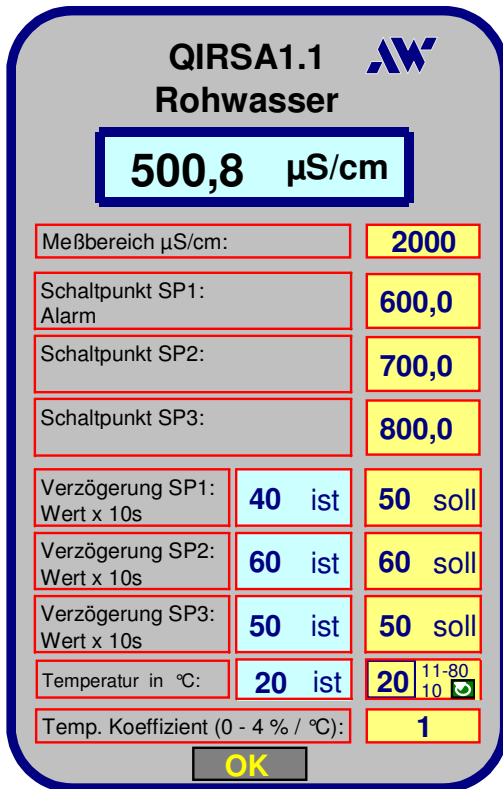 QIRSA1.1 AW
Rohwasser
500,8 µS/cm
Meßbereich µS/cm: 2000
Schaltpunkt SP1: 600,0
Alarm
Schaltpunkt SP2: 700,0
Schaltpunkt SP3: 800,0
Verzögerung SP1: 40 ist 50 soll
Wert x 10s
Verzögerung SP2: 60 ist 60 soll
Wert x 10s
Verzögerung SP3: 50 ist 50 soll
Wert x 10s
Temperatur in °C: 20 ist 20 11-80
10
Temp. Koeffizient (0 - 4 % / °C): 1
OK